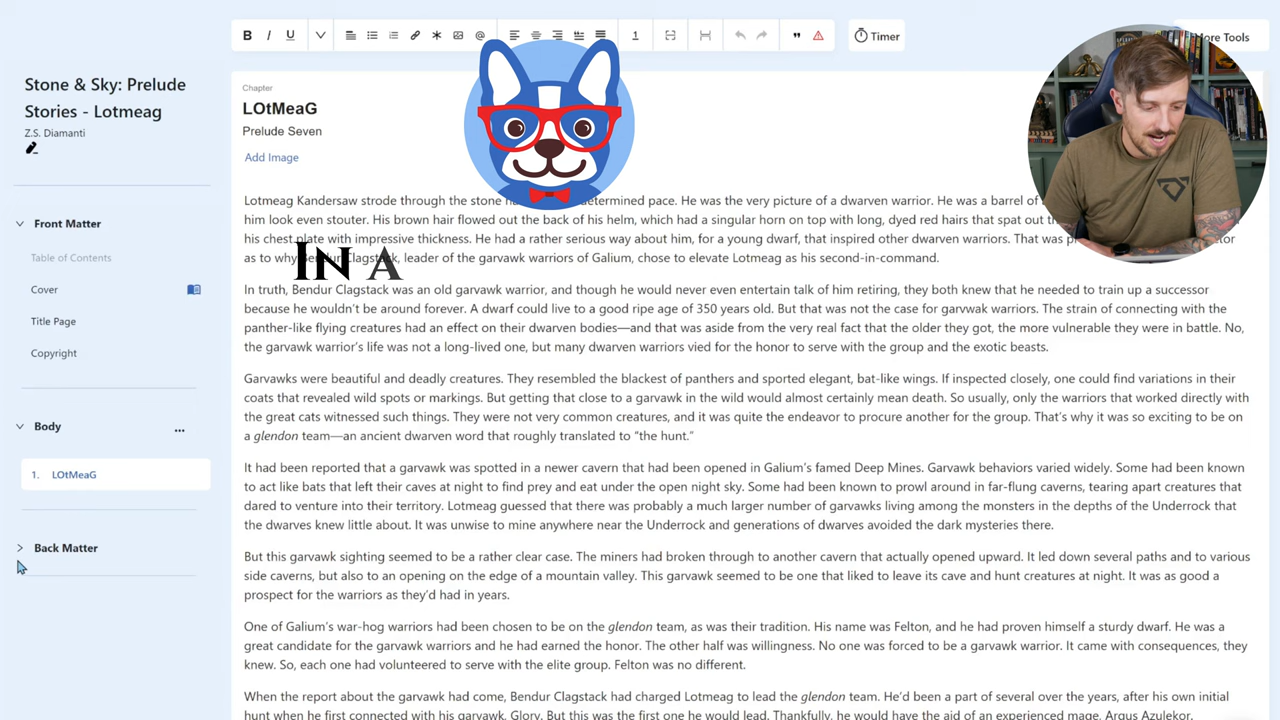 B I U
1
Timer
More Tools
Stone & Sky: Prelude
Stories - Lotmeag
Z.S. Diamanti
Front Matter
Table of Contents
Cover
Title Page
Copyright
Body
1. LOtMeaG
Back Matter
Chapter
LOtMeaG
Prelude Seven
Add Image
IN A
Lotmeag Kandersaw strode through the stone determined pace. He was the very picture of a dwarven warrior. He was a barrel of
him look even stouter. His brown hair flowed out the back of his helm, which had a singular horn on top with long, dyed red hairs that spat out
his chest plate with impressive thickness. He had a rather serious way about him, for a young dwarf, that inspired other dwarven warriors. That was
as to why Bendur Clagstack, leader of the garvawk warriors of Galium, chose to elevate Lotmeag as his second-in-command.
In truth, Bendur Clagstack was an old garvawk warrior, and though he would never even entertain talk of him retiring, they both knew that he needed to train up a successor
because he wouldn't be around forever. A dwarf could live to a good ripe age of 350 years old. But that was not the case for garvwak warriors. The strain of connecting with the
panther-like flying creatures had an effect on their dwarven bodies—and that was aside from the very real fact that the older they got, the more vulnerable they were in battle. No,
the garvawk warrior's life was not a long-lived one, but many dwarven warriors vied for the honor to serve with the group and the exotic beasts.
Garvawks were beautiful and deadly creatures. They resembled the blackest of panthers and sported elegant, bat-like wings. If inspected closely, one could find variations in their
coats that revealed wild spots or markings. But getting that close to a garvawk in the wild would almost certainly mean death. So usually, only the warriors that worked directly with
the great cats witnessed such things. They were not very common creatures, and it was quite the endeavor to procure another for the group. That's why it was so exciting to be on
a glendon team—an ancient dwarven word that roughly translated to "the hunt."
It had been reported that a garvawk was spotted in a newer cavern that had been opened in Galium's famed Deep Mines. Garvawk behaviors varied widely. Some had been known
to act like bats that left their caves at night to find prey and eat under the open night sky. Some had been known to prowl around in far-flung caverns, tearing apart creatures that
dared to venture into their territory. Lotmeag guessed that there was probably a much larger number of garvawks living among the monsters in the depths of the Underrock that
the dwarves knew little about. It was unwise to mine anywhere near the Underrock and generations of dwarves avoided the dark mysteries there.
But this garvawk sighting seemed to be a rather clear case. The miners had broken through to another cavern that actually opened upward. It led down several paths and to various
side caverns, but also to an opening on the edge of a mountain valley. This garvawk seemed to be one that liked to leave its cave and hunt creatures at night. It was as good a
prospect for the warriors as they'd had in years.
One of Galium's war-hog warriors had been chosen to be on the glendon team, as was their tradition. His name was Felton, and he had proven himself a sturdy dwarf. He was a
great candidate for the garvawk warriors and he had earned the honor. The other half was willingness. No one was forced to be a garvawk warrior. It came with consequences, they
knew. So, each one had volunteered to serve with the elite group. Felton was no different.
When the report about the garvawk had come, Bendur Clagstack had charged Lotmeag to lead the glendon team. He'd been a part of several over the years, after his own initial
hunt when he first connected with his garvawk, Glory. But this was the first one he would lead. Thankfully, he would have the aid of an experienced mage, Argus Azulekor.